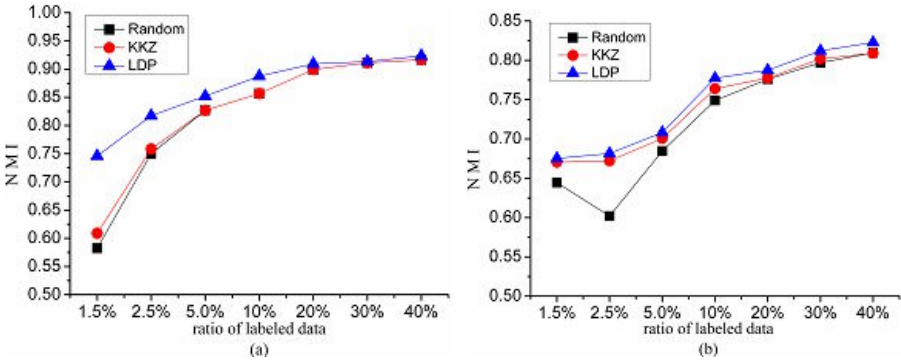 1.00
0.95
0.90
0.85
0.80
0.75
0.70
0.65
0.60
0.55
0.50
N M I
Random
KKZ
LDP
1.5% 2.5% 5.0% 10% 20% 30% 40%
ratio of labeled data
(a)
0.85
0.80
0.75
0.70
0.65
0.60
0.55
0.50
N M I
Random
KKZ
LDP
1.5% 2.5% 5.0% 10% 20% 30% 40%
ratio of labeled data
(b)